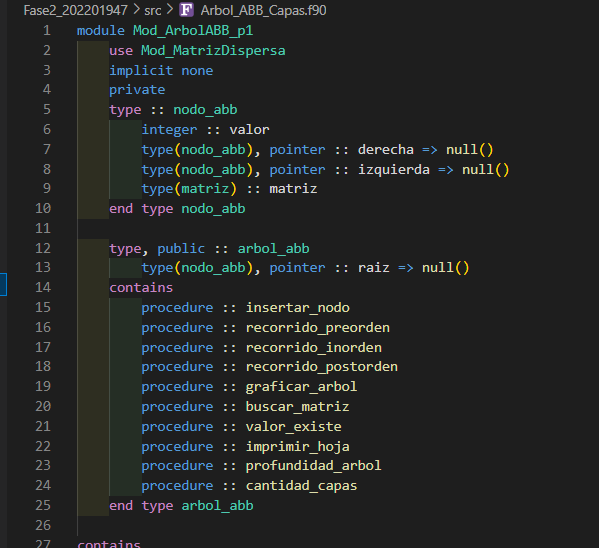 Fase2_202201947 > src > F Arbol_ABB_Capas.f90
1 module Mod_ArbolABB_p1
2     use Mod_MatrizDispersa
3     implicit none
4     private
5     type :: nodo_abb
6         integer :: valor
7         type(nodo_abb), pointer :: derecha => null()
8         type(nodo_abb), pointer :: izquierda => null()
9         type(matriz) :: matriz
10     end type nodo_abb
11
12     type, public :: arbol_abb
13         type(nodo_abb), pointer :: raiz => null()
14     contains
15         procedure :: insertar_nodo
16         procedure :: recorrido_preorden
17         procedure :: recorrido_inorden
18         procedure :: recorrido_postorden
19         procedure :: graficar_arbol
20         procedure :: buscar_matriz
21         procedure :: valor_existe
22         procedure :: imprimir_hoja
23         procedure :: profundidad_arbol
24         procedure :: cantidad_capas
25     end type arbol_abb
26
27 contains